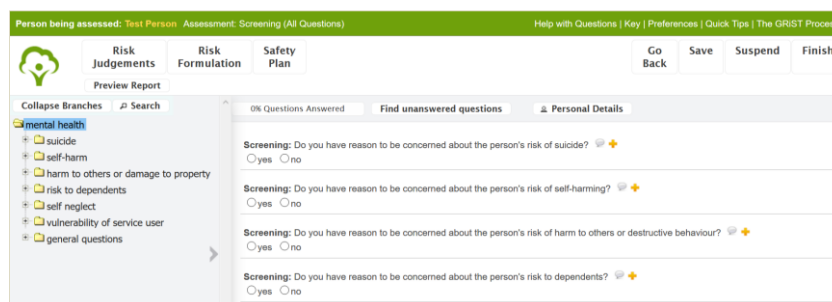 Person being assessed: Test Person Assessment: Screening (All Questions) Help with Questions | Key | Preferences | Quick Tips | The GRiST Proce
Risk Judgements Risk Formulation Safety Plan Go Back Save Suspend Finish
Preview Report
Collapse Branches Search 0% Questions Answered Find unanswered questions Personal Details
mental health
suicide
self-harm
harm to others or damage to property
risk to dependents
self neglect
vulnerability of service user
general questions
Screening: Do you have reason to be concerned about the person's risk of suicide?
yes no
Screening: Do you have reason to be concerned about the person's risk of self-harming?
yes no
Screening: Do you have reason to be concerned about the person's risk of harm to others or destructive behaviour?
yes no
Screening: Do you have reason to be concerned about the person's risk to dependents?
yes no